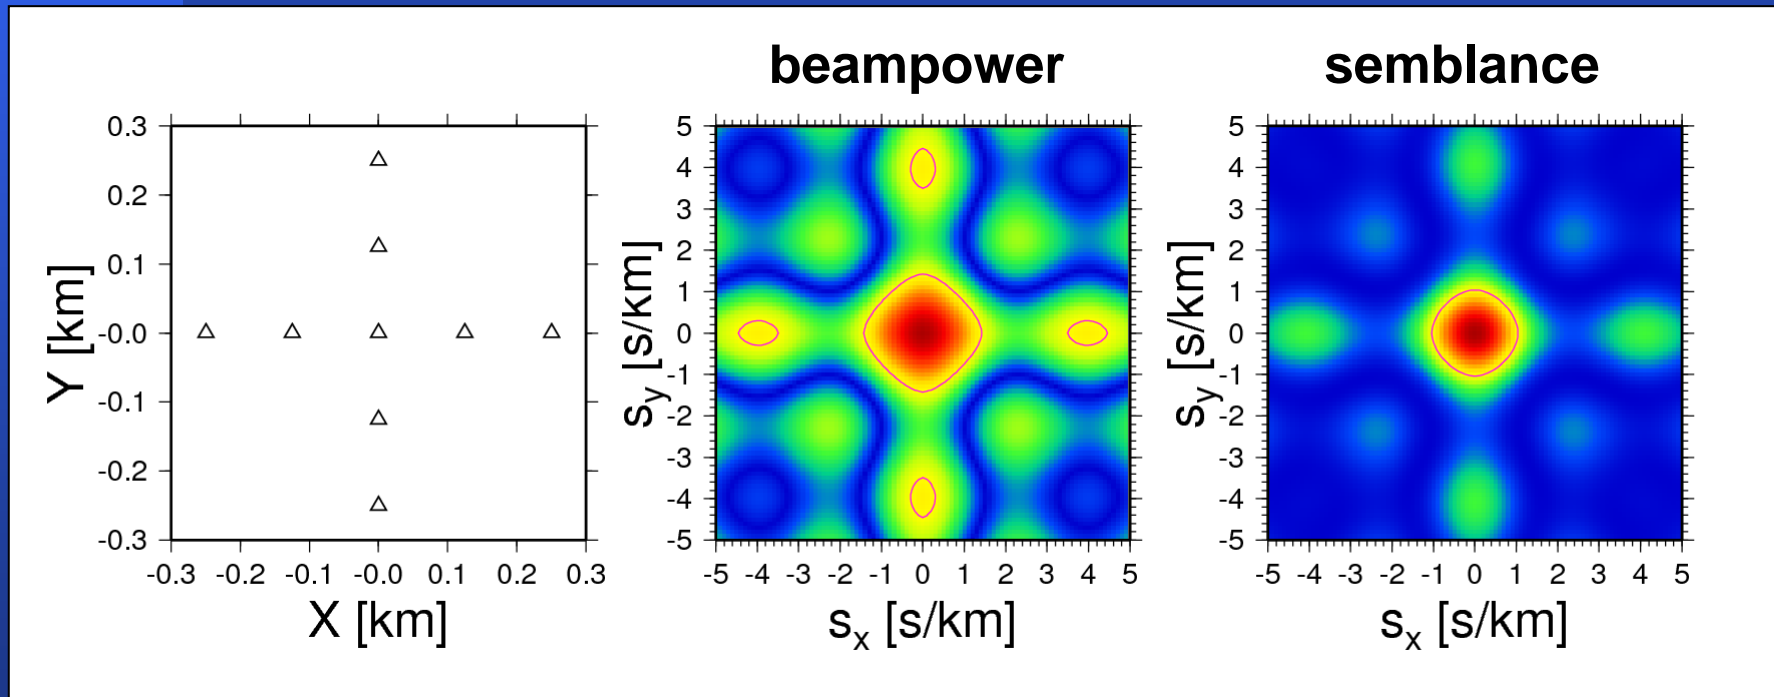 beampower
semblance
0.3
0.2
0.1
-0.0
-0.1
-0.2
-0.3
Y [km]
-0.3 -0.2 -0.1 -0.0 0.1 0.2 0.3
X [km]
5
4
3
2
1
0
-1
-2
-3
-4
-5
sy [s/km]
-5 -4 -3 -2 -1 0 1 2 3 4 5
sx [s/km]
5
4
3
2
1
0
-1
-2
-3
-4
-5
sy [s/km]
-5 -4 -3 -2 -1 0 1 2 3 4 5
sx [s/km]